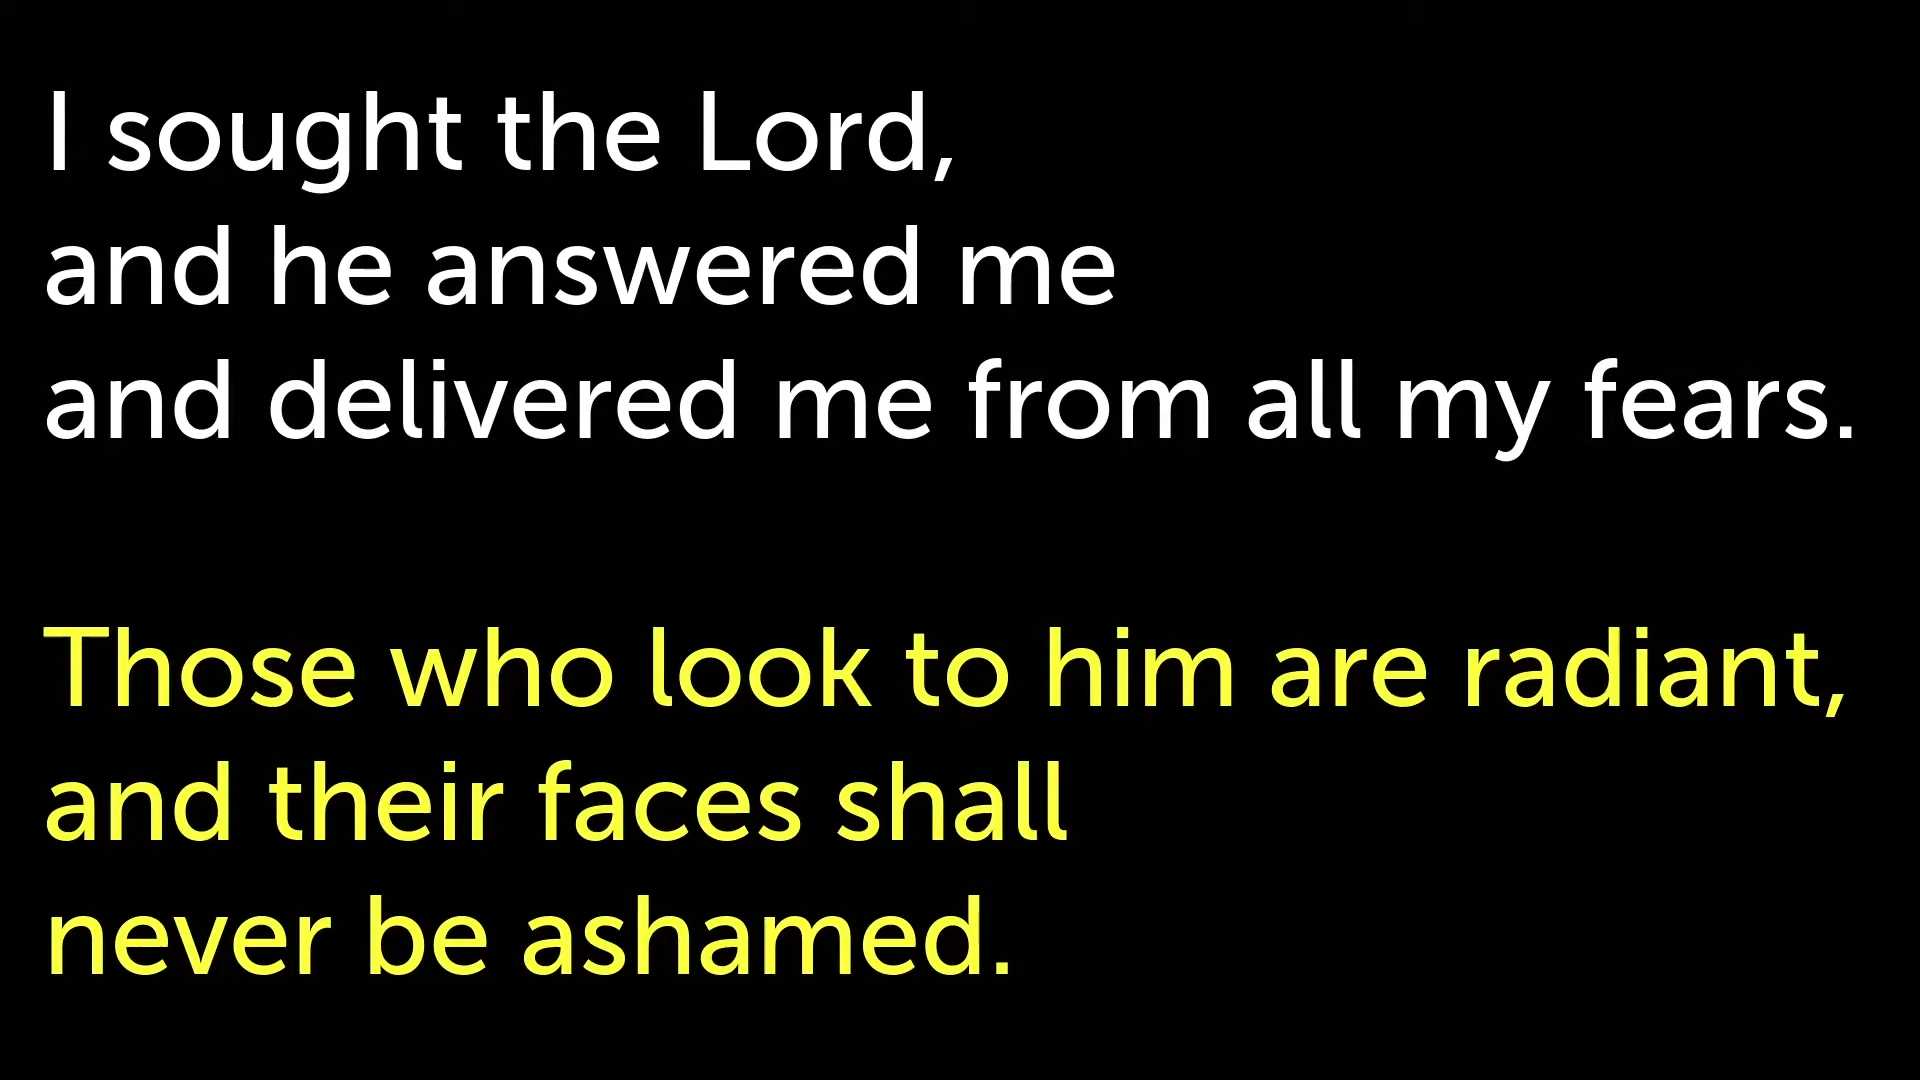 I sought the Lord,
and he answered me
and delivered me from all my fears.
Those who look to him are radiant,
and their faces shall
never be ashamed.